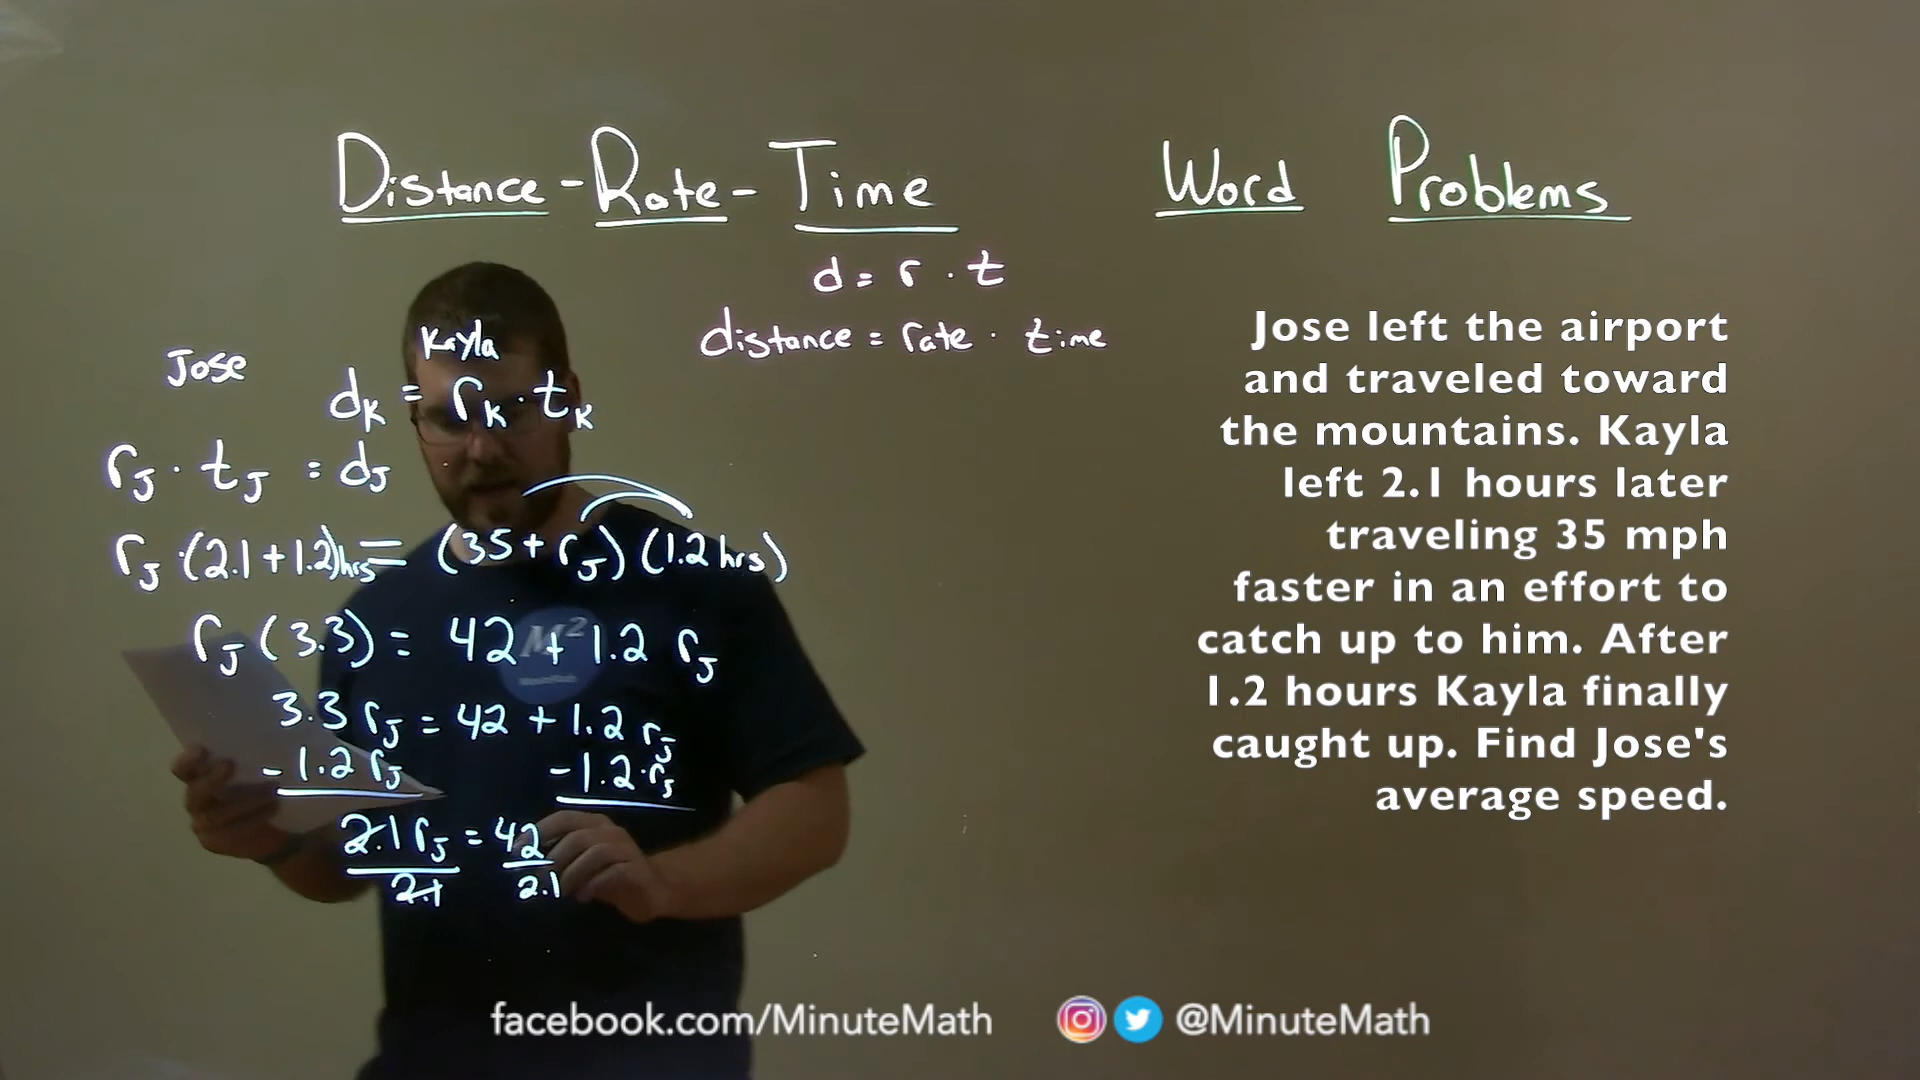 Distance-Rate-Time Word Problems
d = r · t
distance = rate · time
Jose
Kayla
d_K = r_K · t_K
r_J · t_J = d_J
r_J · (2.1 + 1.2)hrs = (35 + r_J) (1.2 hrs)
r_J (3.3) = 42 + 1.2 r_J
3.3 r_J = 42 + 1.2 r_J
- 1.2 r_J - 1.2 · r_J
2.1 r_J = 42
2.1 2.1
M²
MinuteMath
Jose left the airport
and traveled toward
the mountains. Kayla
left 2.1 hours later
traveling 35 mph
faster in an effort to
catch up to him. After
1.2 hours Kayla finally
caught up. Find Jose's
average speed.
facebook.com/MinuteMath @MinuteMath